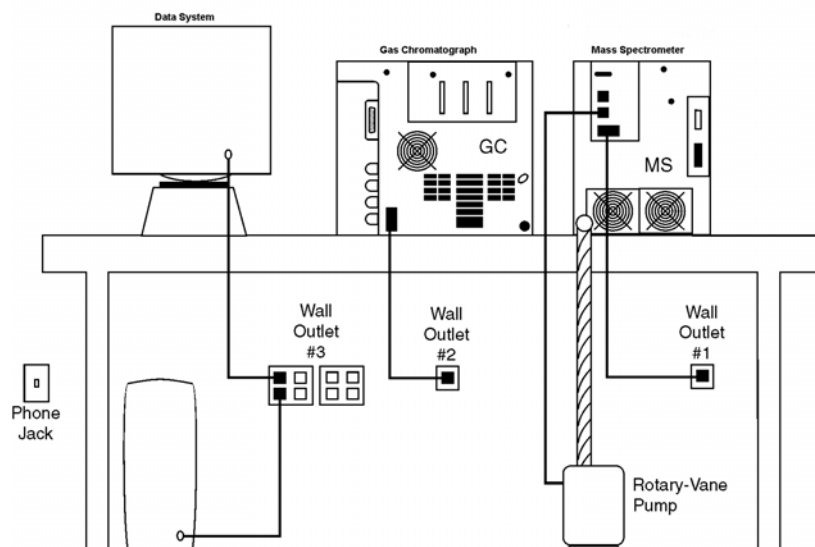 Data System
Gas Chromatograph
Mass Spectrometer
GC
MS
Wall
Outlet
#3
Wall
Outlet
#2
Wall
Outlet
#1
Phone
Jack
Rotary-Vane
Pump